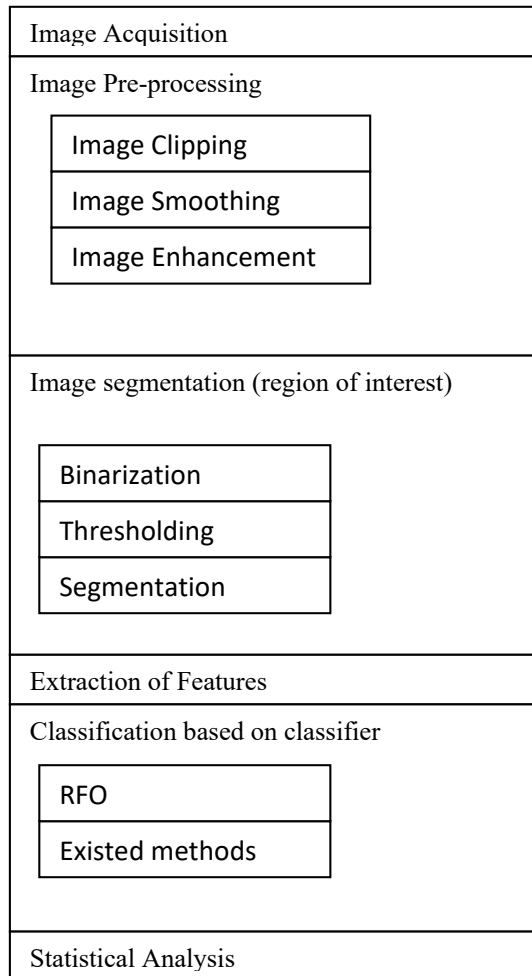 Image Acquisition
Image Pre-processing
Image Clipping
Image Smoothing
Image Enhancement
Image segmentation (region of interest)
Binarization
Thresholding
Segmentation
Extraction of Features
Classification based on classifier
RFO
Existed methods
Statistical Analysis